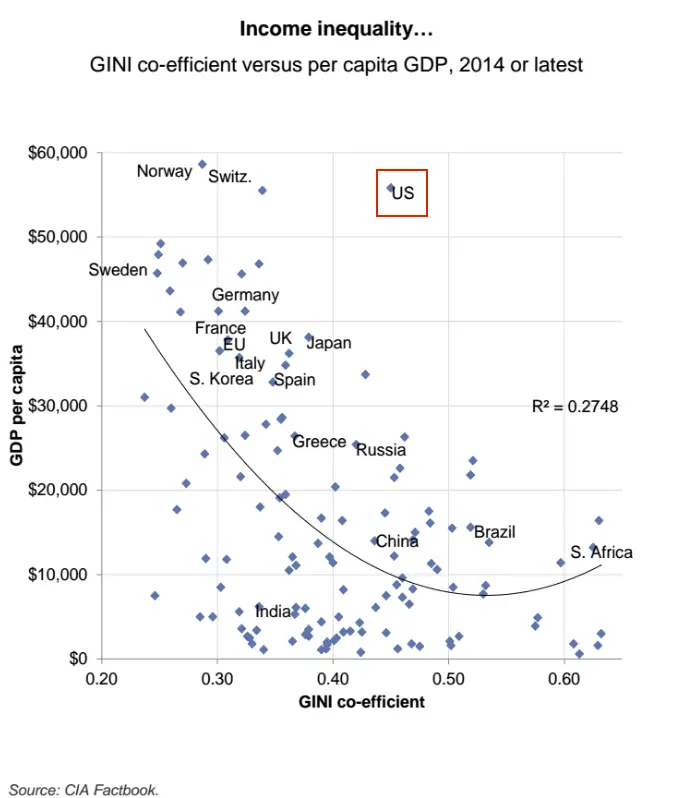 Income inequality…
GINI co-efficient versus per capita GDP, 2014 or latest
$60,000
Norway
Switz.
US
$50,000
Sweden
Germany
$40,000
France
EU
UK
Japan
Italy
S. Korea
Spain
$30,000
R² = 0.2748
Greece
Russia
$20,000
China
Brazil
S. Africa
$10,000
India
$0
0.20
0.30
0.40
0.50
0.60
GDP per capita
GINI co-efficient
Source: CIA Factbook.